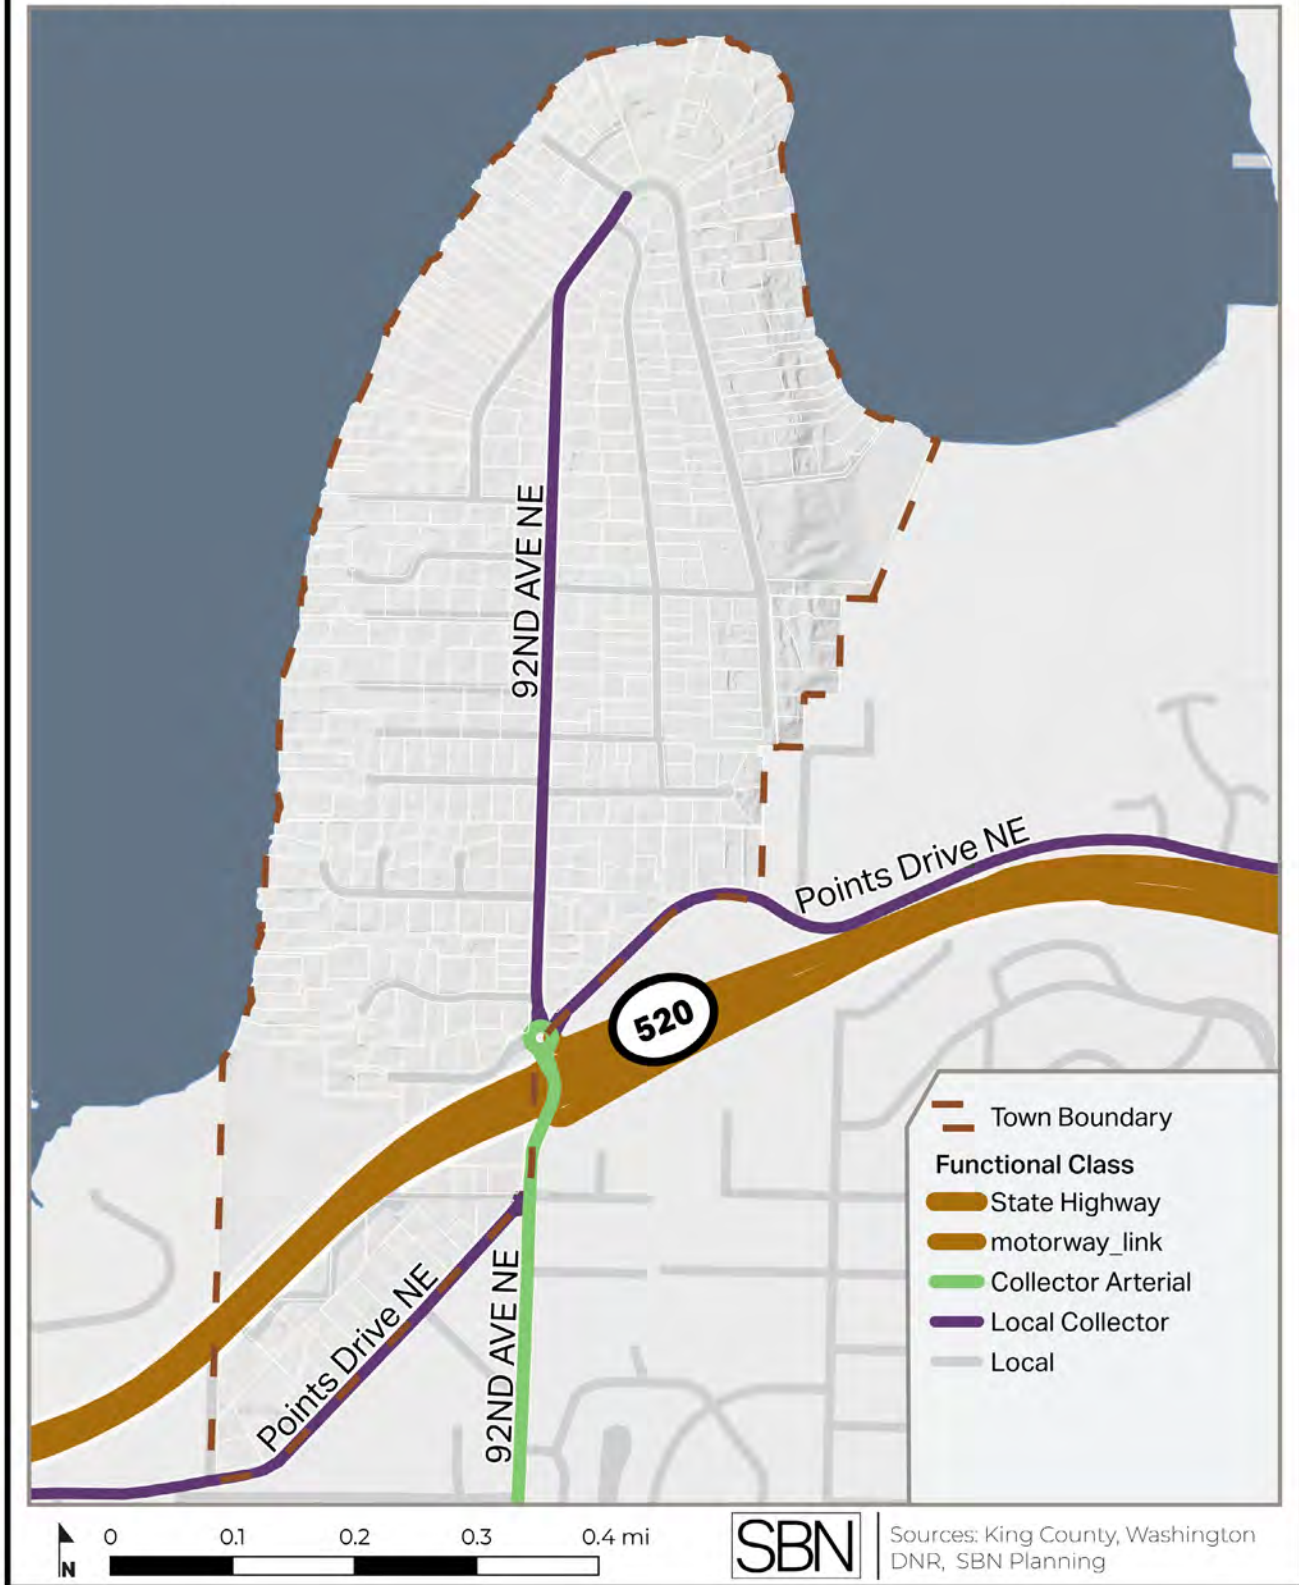 92ND AVE NE
Points Drive NE
520
Town Boundary
Functional Class
State Highway
motorway_link
Collector Arterial
Local Collector
Local
Points Drive NE
92ND AVE NE
N
0 0.1 0.2 0.3 0.4 mi
SBN
Sources: King County, Washington
DNR, SBN Planning